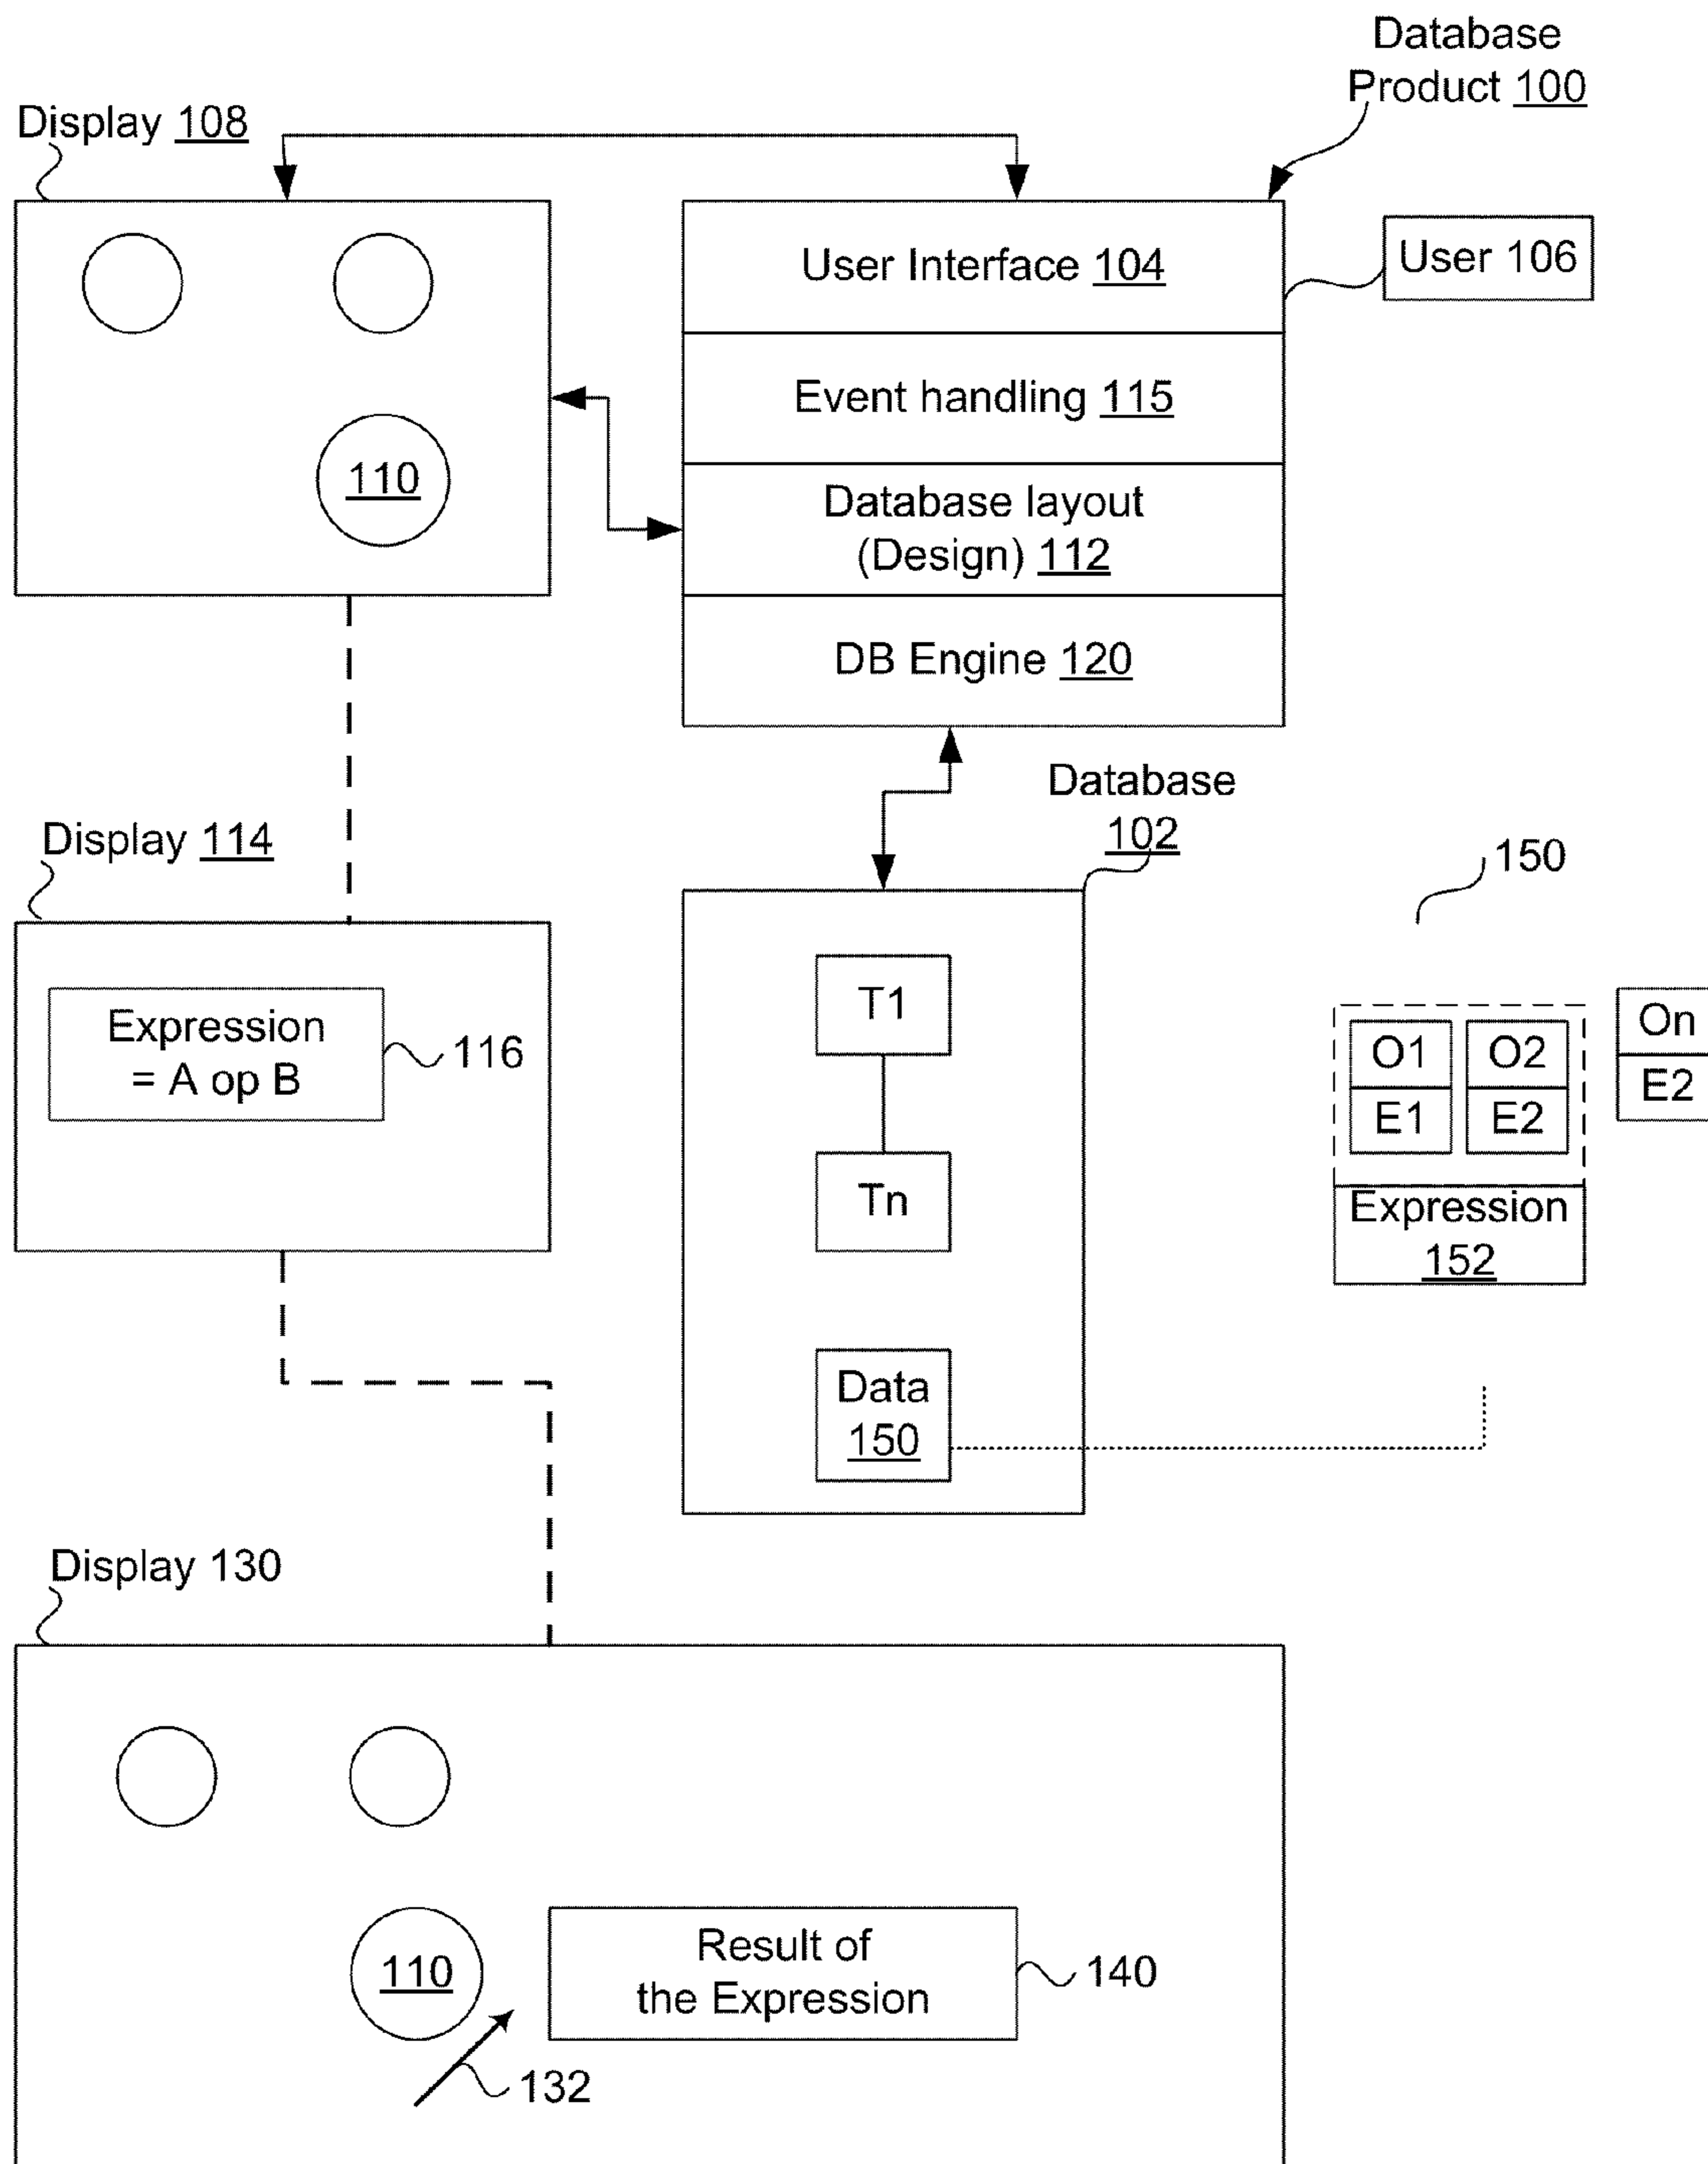 Database
Product 100
Display 108
User Interface 104
User 106
Event handling 115
110
Database layout
(Design) 112
DB Engine 120
Database
102
Display 114
150
Expression
= A op B
116
T1
Tn
O1
O2
On
E1
E2
E2
Expression
152
Data
150
Display 130
110
Result of
the Expression
140
132